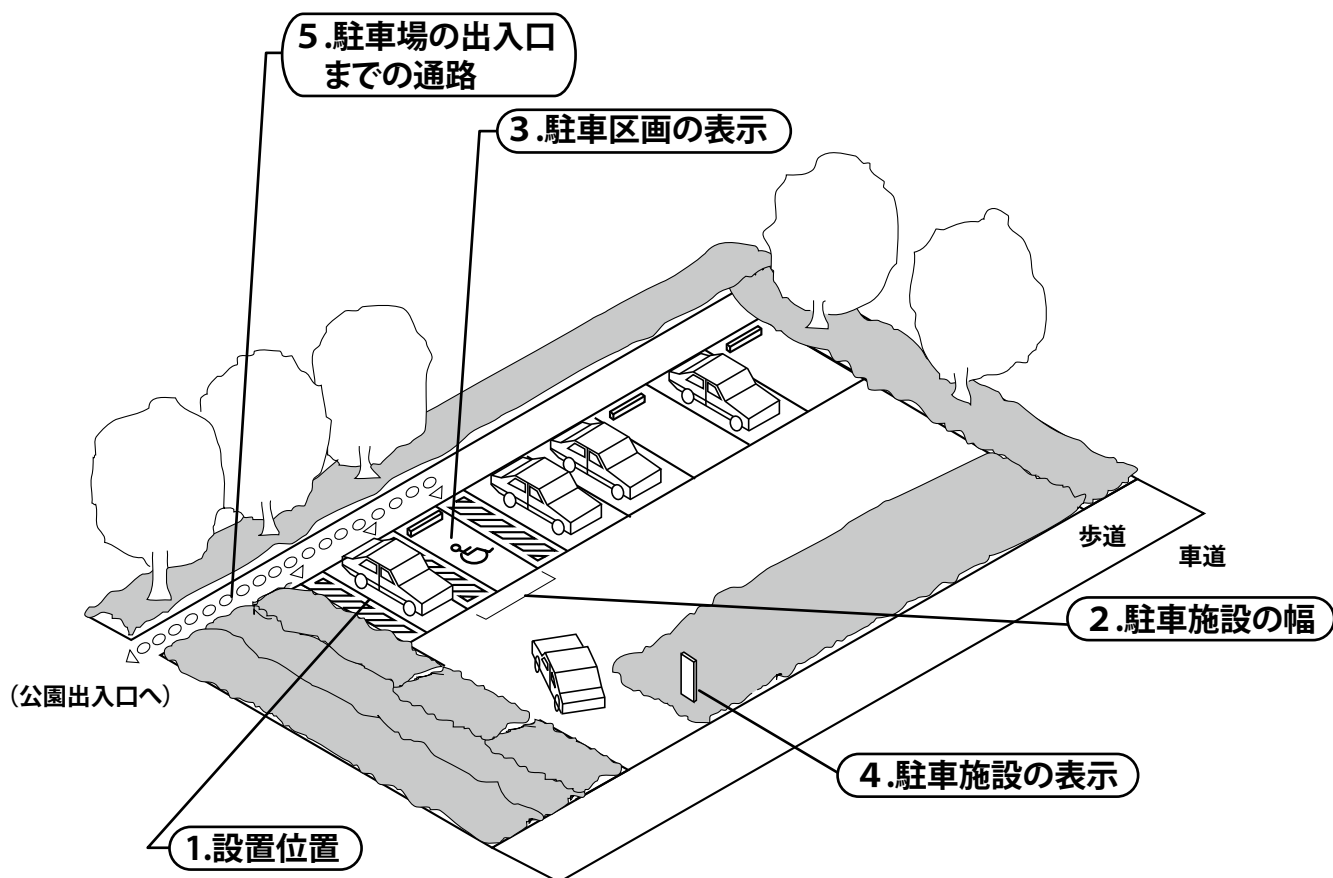 5.駐車場の出入口
までの通路
3.駐車区画の表示
歩道
車道
2.駐車施設の幅
(公園出入口へ)
4.駐車施設の表示
1.設置位置